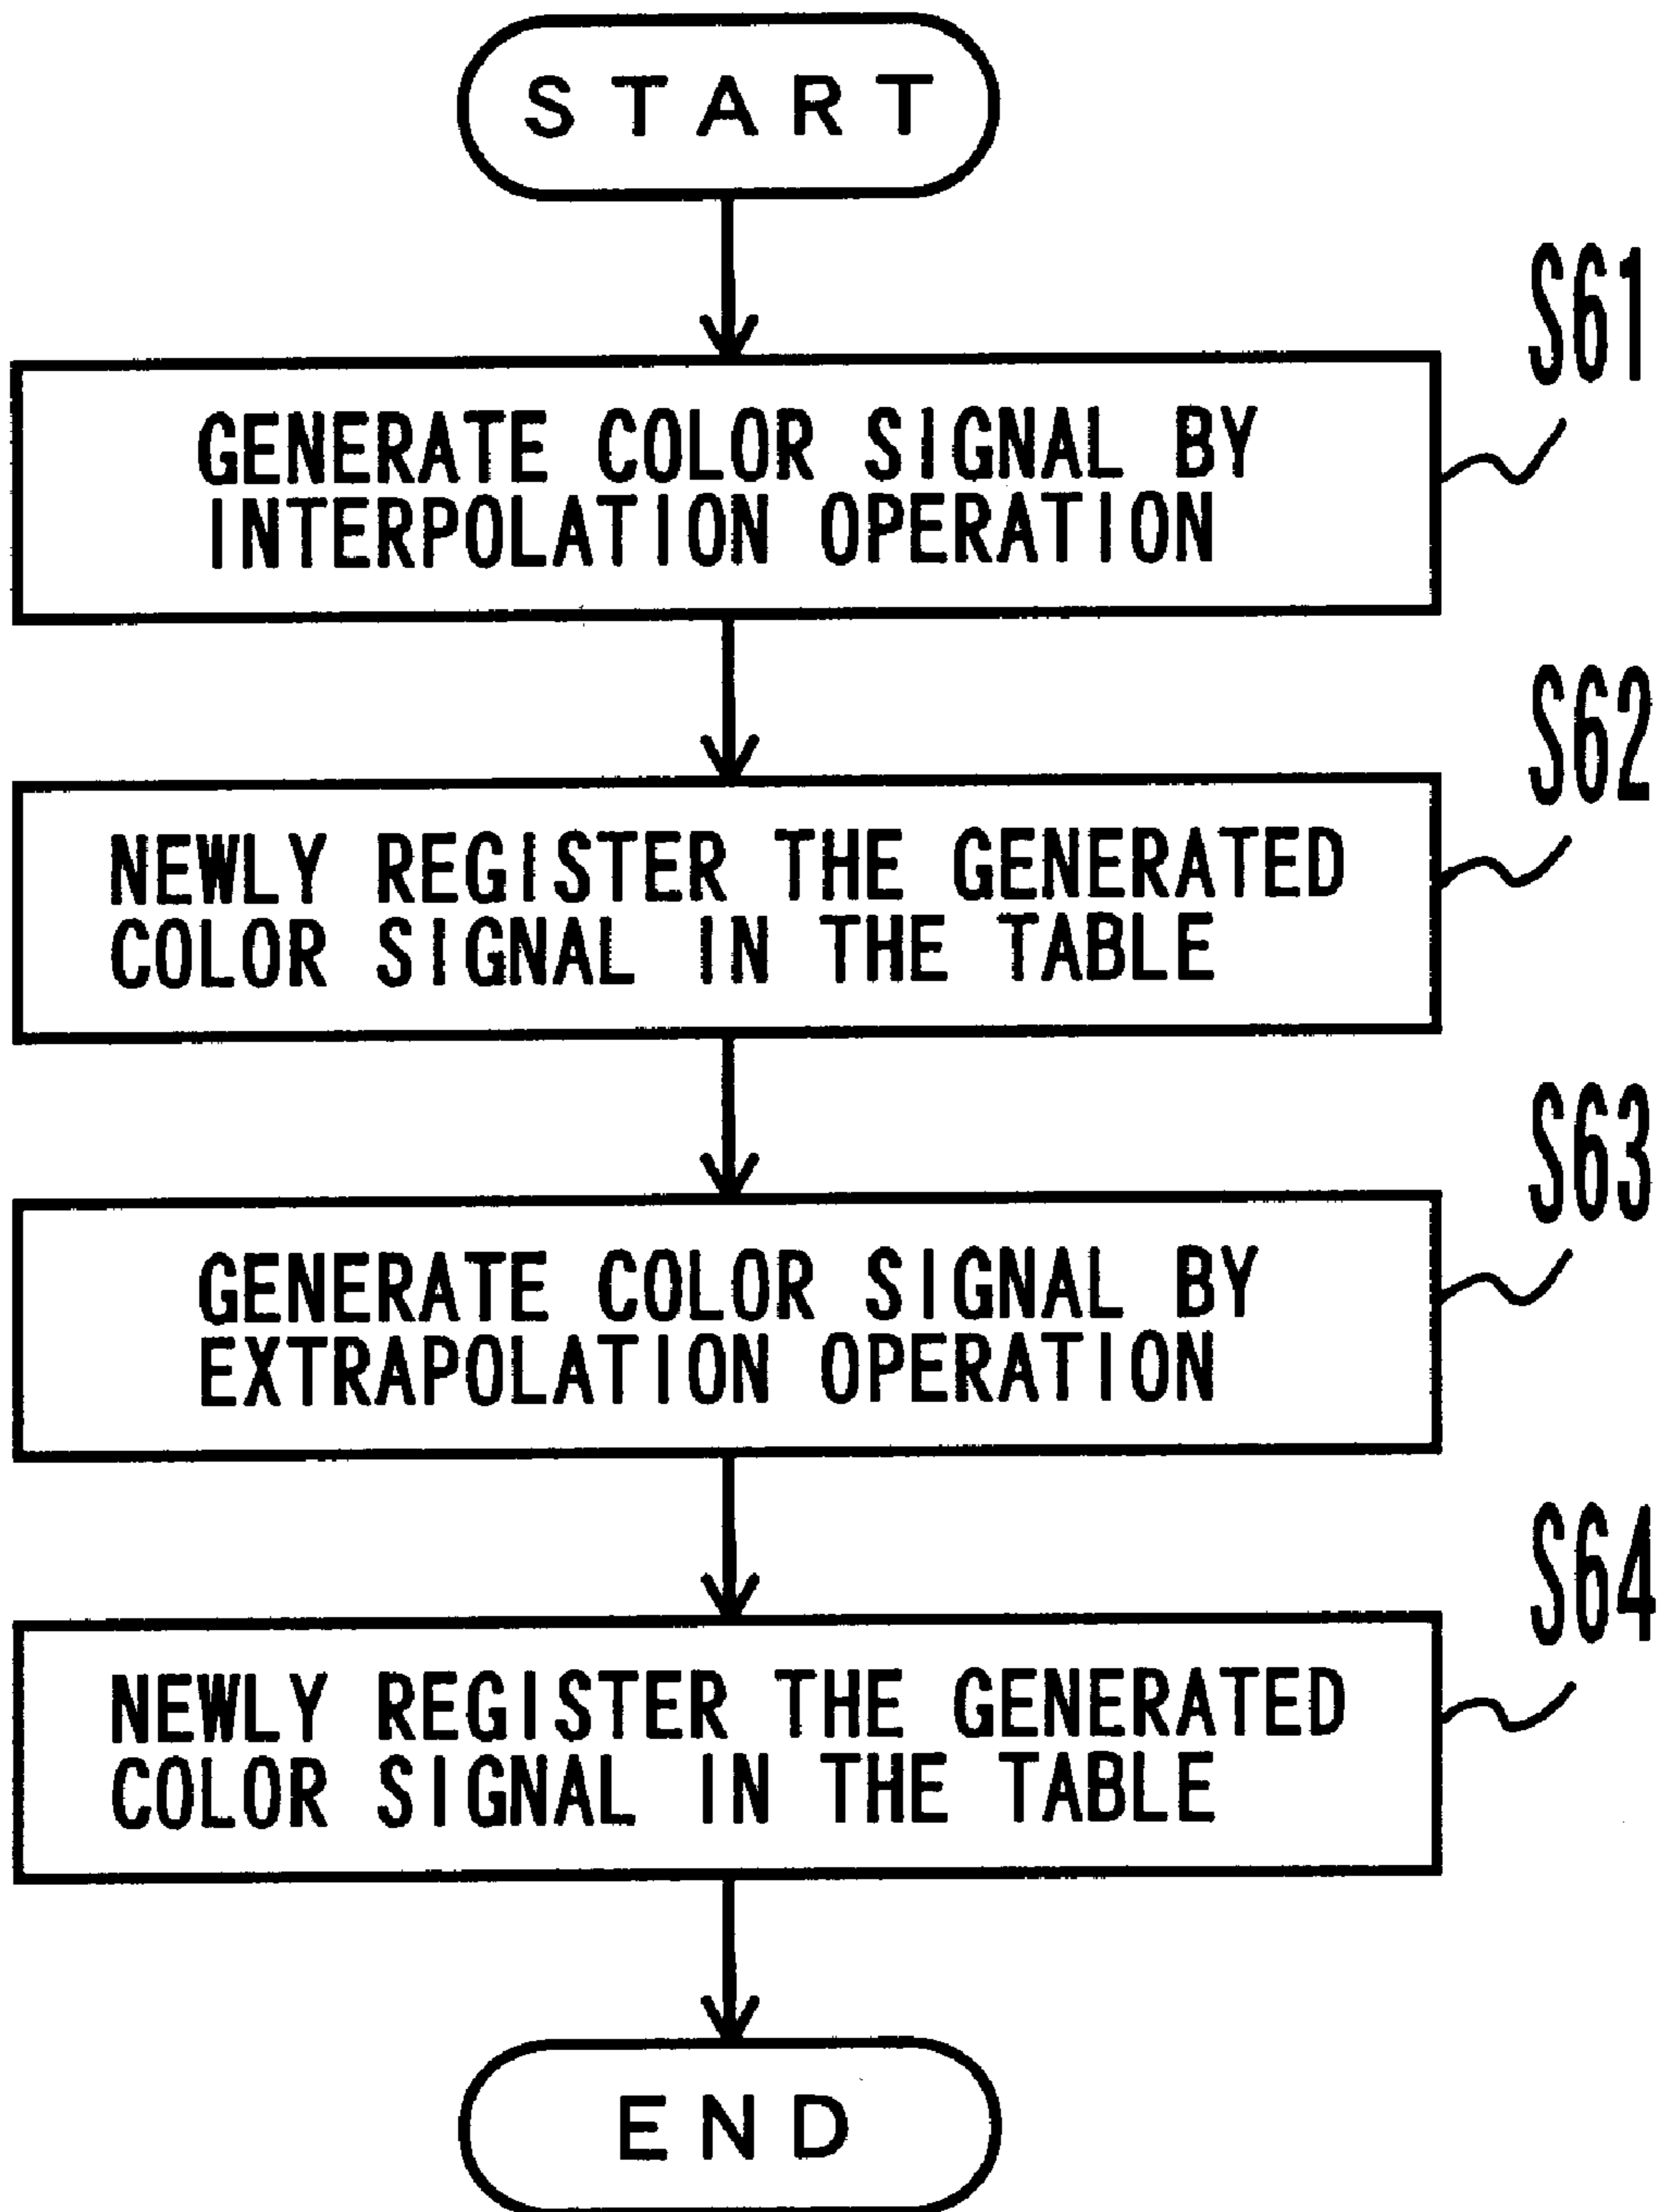 START
S61
GENERATE COLOR SIGNAL BY
INTERPOLATION OPERATION
S62
NEWLY REGISTER THE GENERATED
COLOR SIGNAL IN THE TABLE
S63
GENERATE COLOR SIGNAL BY
EXTRAPOLATION OPERATION
S64
NEWLY REGISTER THE GENERATED
COLOR SIGNAL IN THE TABLE
END